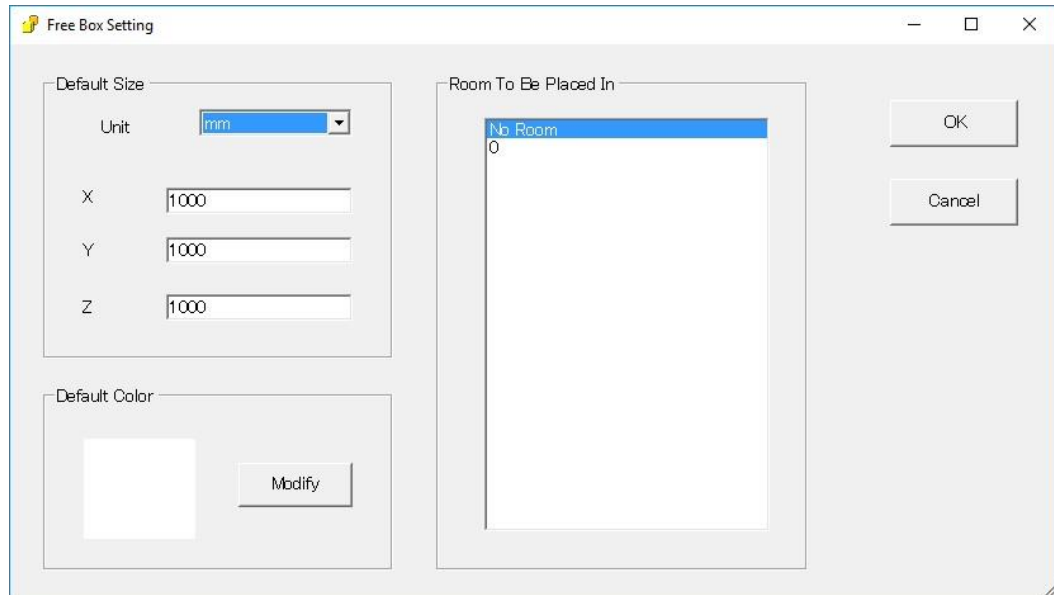 Free Box Setting
Default Size
Unit
mm
X
1000
Y
1000
Z
1000
Default Color
Modify
Room To Be Placed In
No Room
0
OK
Cancel